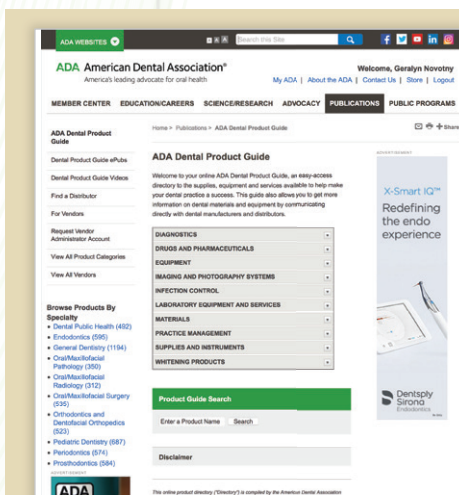 ADA WEBSITES
A A A
Search this Site
ADA American Dental Association®
America's leading advocate for oral health
Welcome, Geralyn Novotny
My ADA | About the ADA | Contact Us | Store | Logout
MEMBER CENTER EDUCATION/CAREERS SCIENCE/RESEARCH ADVOCACY PUBLICATIONS PUBLIC PROGRAMS
Home > Publications > ADA Dental Product Guide
Share
ADA Dental Product
Guide
Dental Product Guide ePubs
Dental Product Guide Videos
Find a Distributor
For Vendors
Request Vendor
Administrator Account
View All Product Categories
View All Vendors
Browse Products By
Specialty
Dental Public Health (492)
Endodontics (595)
General Dentistry (1194)
Oral/Maxillofacial
Pathology (350)
Oral/Maxillofacial
Radiology (312)
Oral/Maxillofacial Surgery
(535)
Orthodontics and
Dentofacial Orthopedics
(523)
Pediatric Dentistry (687)
Periodontics (574)
Prosthodontics (584)
ADVERTISEMENT
ADA
ADA Dental Product Guide
Welcome to your online ADA Dental Product Guide, an easy-access
directory to the supplies, equipment and services available to help make
your dental practice a success. This guide also allows you to get more
information on dental materials and equipment by communicating
directly with dental manufacturers and distributors.
DIAGNOSTICS
DRUGS AND PHARMACEUTICALS
EQUIPMENT
IMAGING AND PHOTOGRAPHY SYSTEMS
INFECTION CONTROL
LABORATORY EQUIPMENT AND SERVICES
MATERIALS
PRACTICE MANAGEMENT
SUPPLIES AND INSTRUMENTS
WHITENING PRODUCTS
Product Guide Search
Enter a Product Name Search
Disclaimer
This online product directory ("Directory") is compiled by the American Dental Association
ADVERTISEMENT
X-Smart IQ™
Redefining
the endo
experience
Dentsply
Sirona
Endodontics